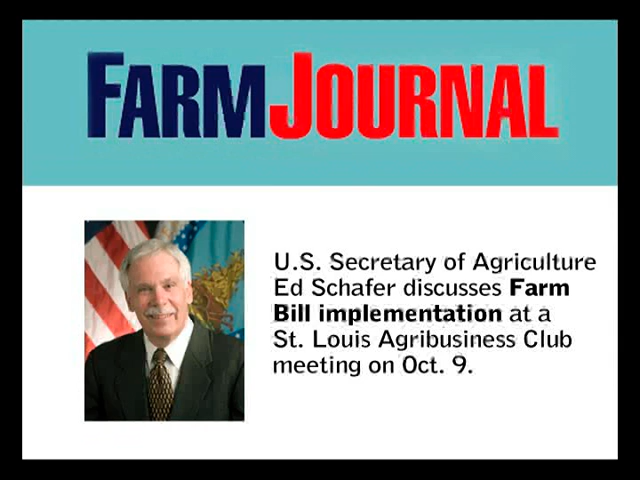 FARMJOURNAL
U.S. Secretary of Agriculture
Ed Schafer discusses Farm
Bill implementation at a
St. Louis Agribusiness Club
meeting on Oct. 9.